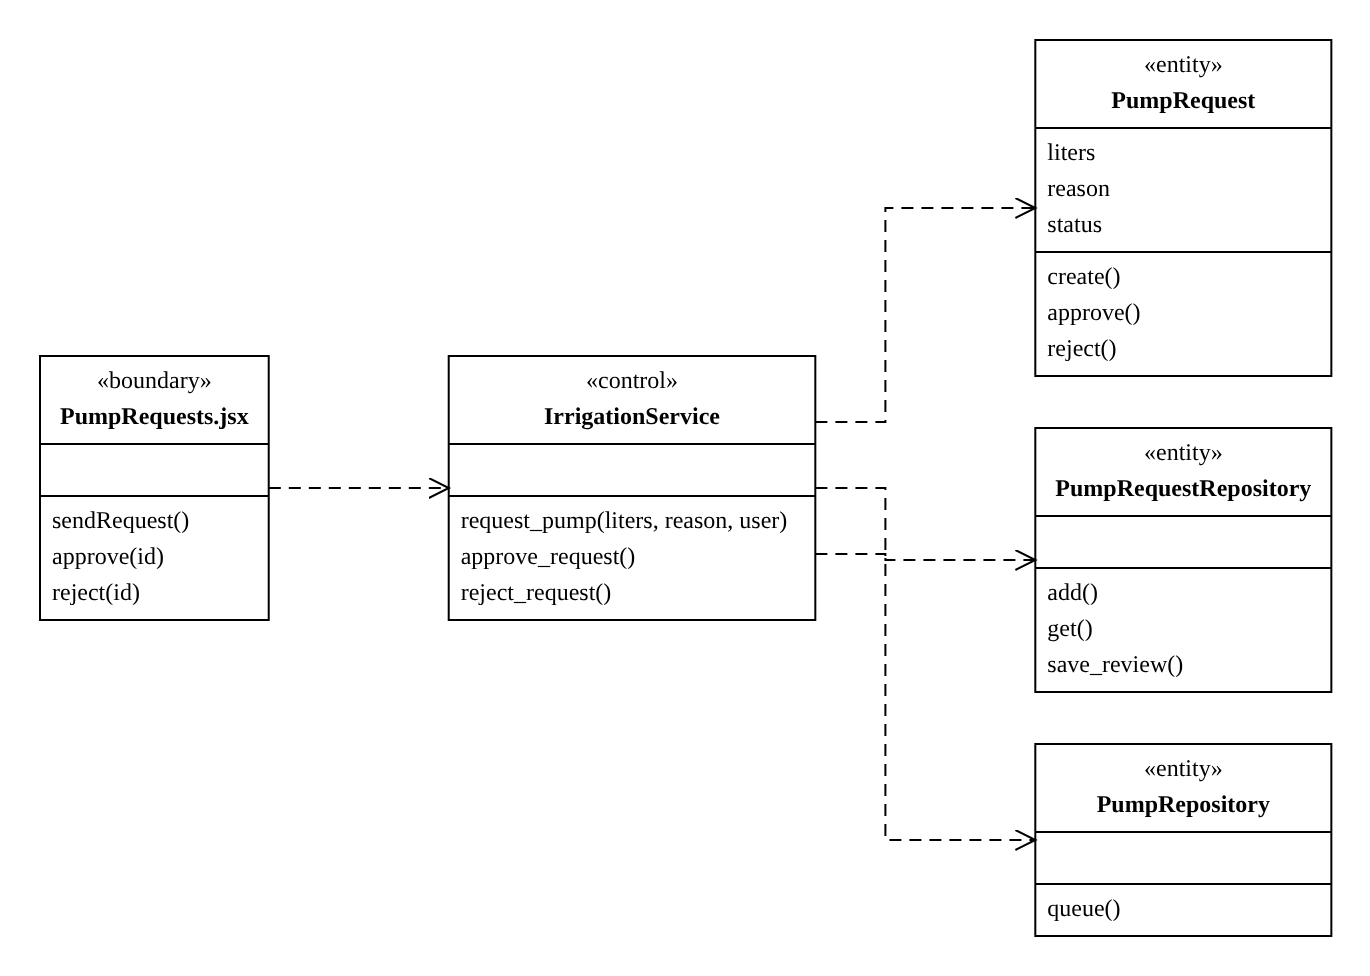 «boundary»
PumpRequests.jsx
sendRequest()
approve(id)
reject(id)
«control»
IrrigationService
request_pump(liters, reason, user)
approve_request()
reject_request()
«entity»
PumpRequest
liters
reason
status
create()
approve()
reject()
«entity»
PumpRequestRepository
add()
get()
save_review()
«entity»
PumpRepository
queue()